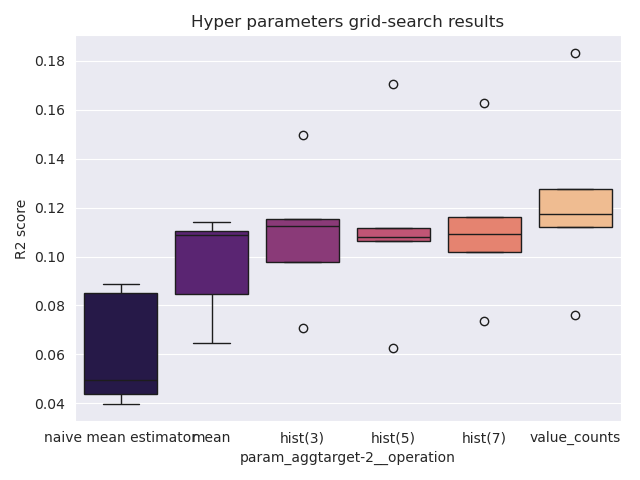 Hyper parameters grid-search results
R2 score
0.18
0.16
0.14
0.12
0.10
0.08
0.06
0.04
naive mean estimator mean hist(3) hist(5) hist(7) value_counts
param_aggtarget-2__operation